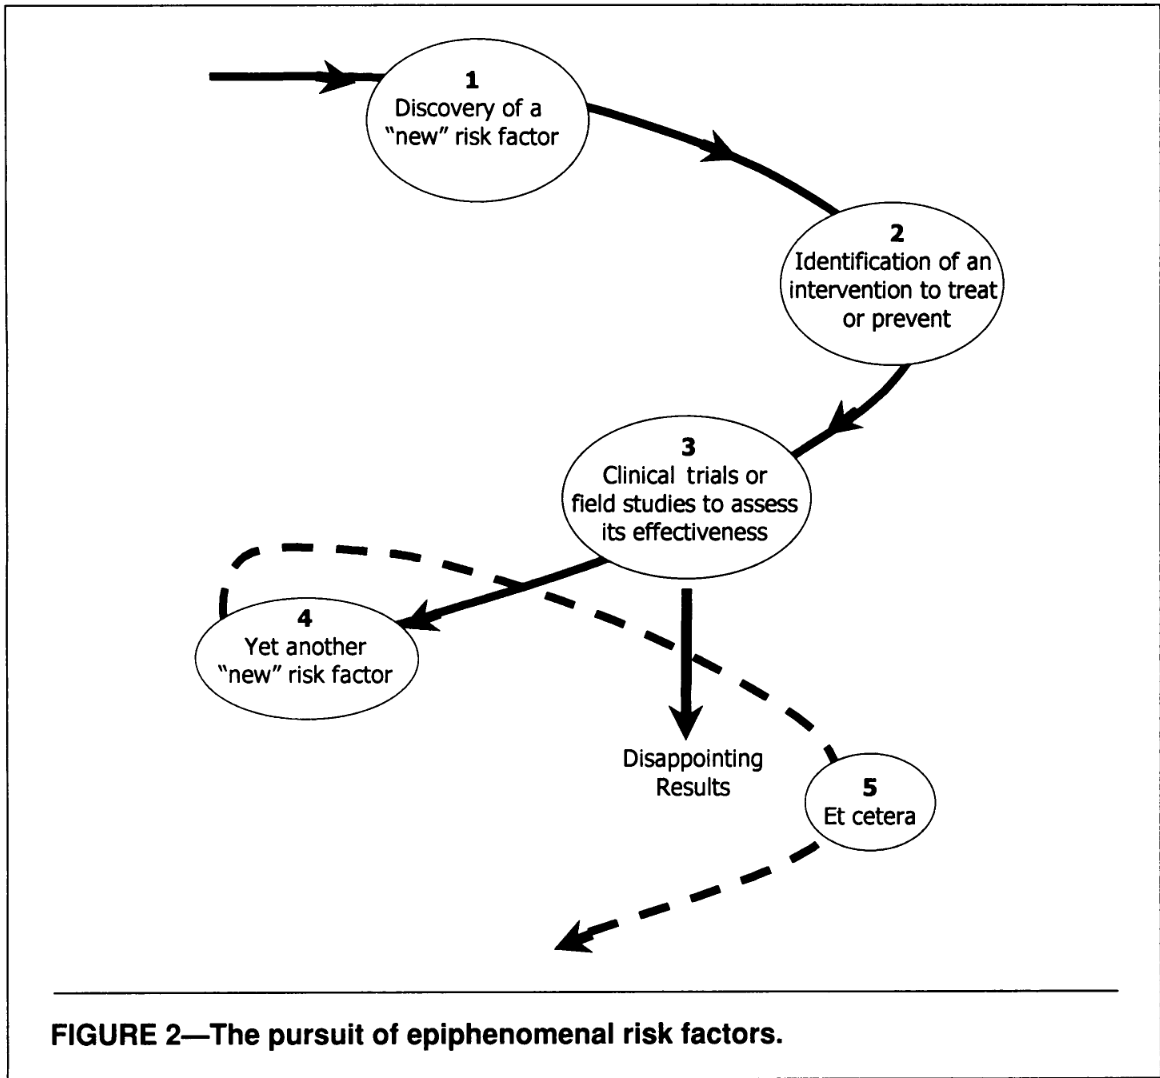 1
Discovery of a
“new” risk factor
2
Identification of an
intervention to treat
or prevent
3
Clinical trials or
field studies to assess
its effectiveness
4
Yet another
“new” risk factor
Disappointing
Results
5
Et cetera
FIGURE 2—The pursuit of epiphenomenal risk factors.